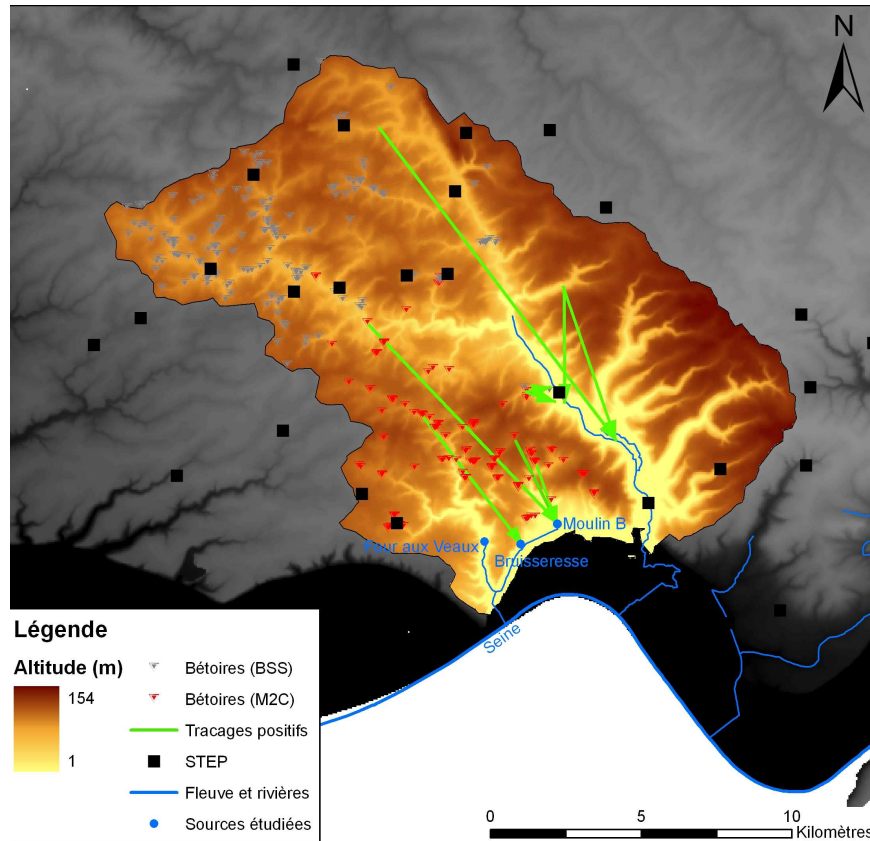 N
Moulin B
Four aux Veaux
Bruisseresse
Seine
Légende
Altitude (m)
154
1
Bétoires (BSS)
Bétoires (M2C)
Tracages positifs
STEP
Fleuve et rivières
Sources étudiées
0 5 10
Kilomètres